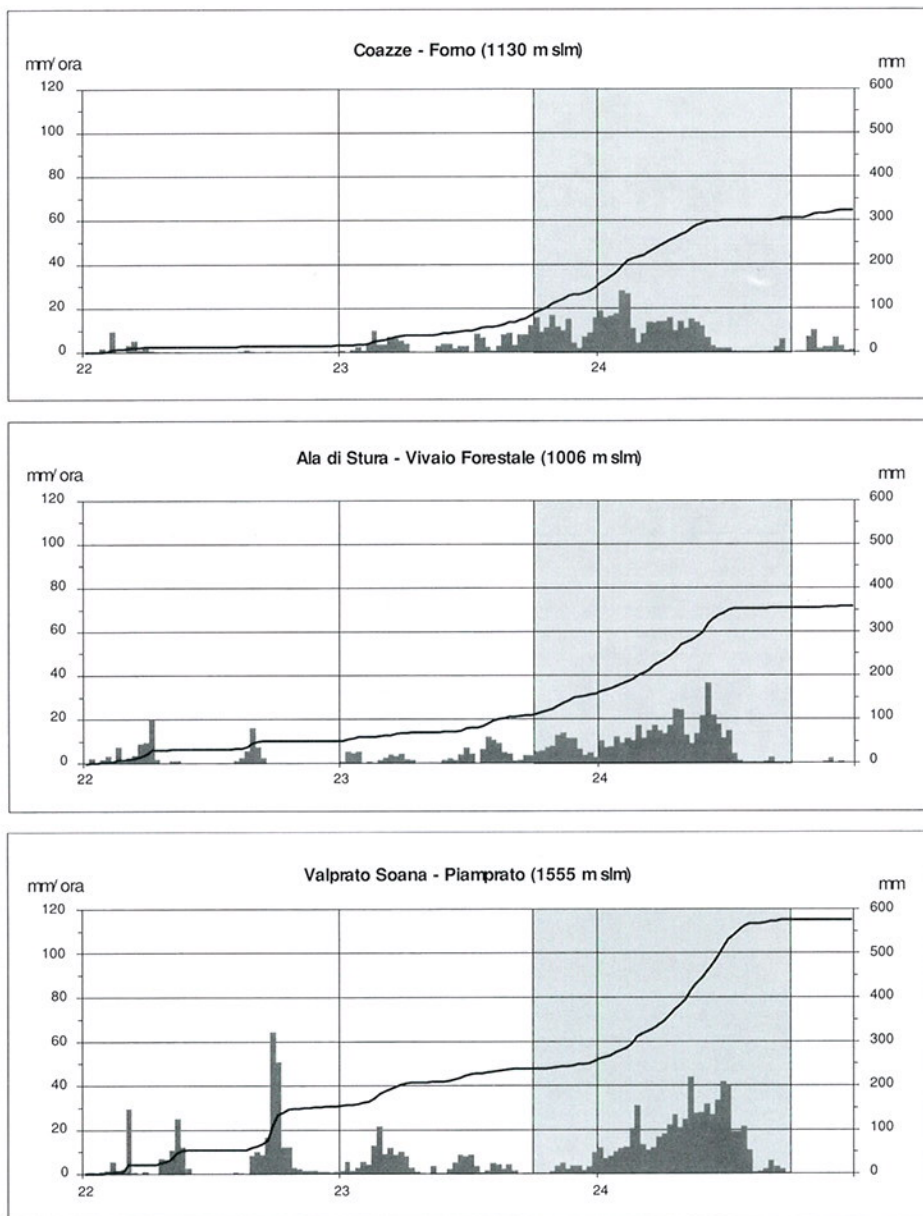 Coazze - Forno (1130 m slm)
mm/ ora mm
120 600
100 500
80 400
60 300
40 200
20 100
0 0
22 23 24
Ala di Stura - Vivaio Forestale (1006 m slm)
mm/ ora mm
120 600
100 500
80 400
60 300
40 200
20 100
0 0
22 23 24
Valprato Soana - Piamprato (1555 m slm)
mm/ ora mm
120 600
100 500
80 400
60 300
40 200
20 100
0 0
22 23 24